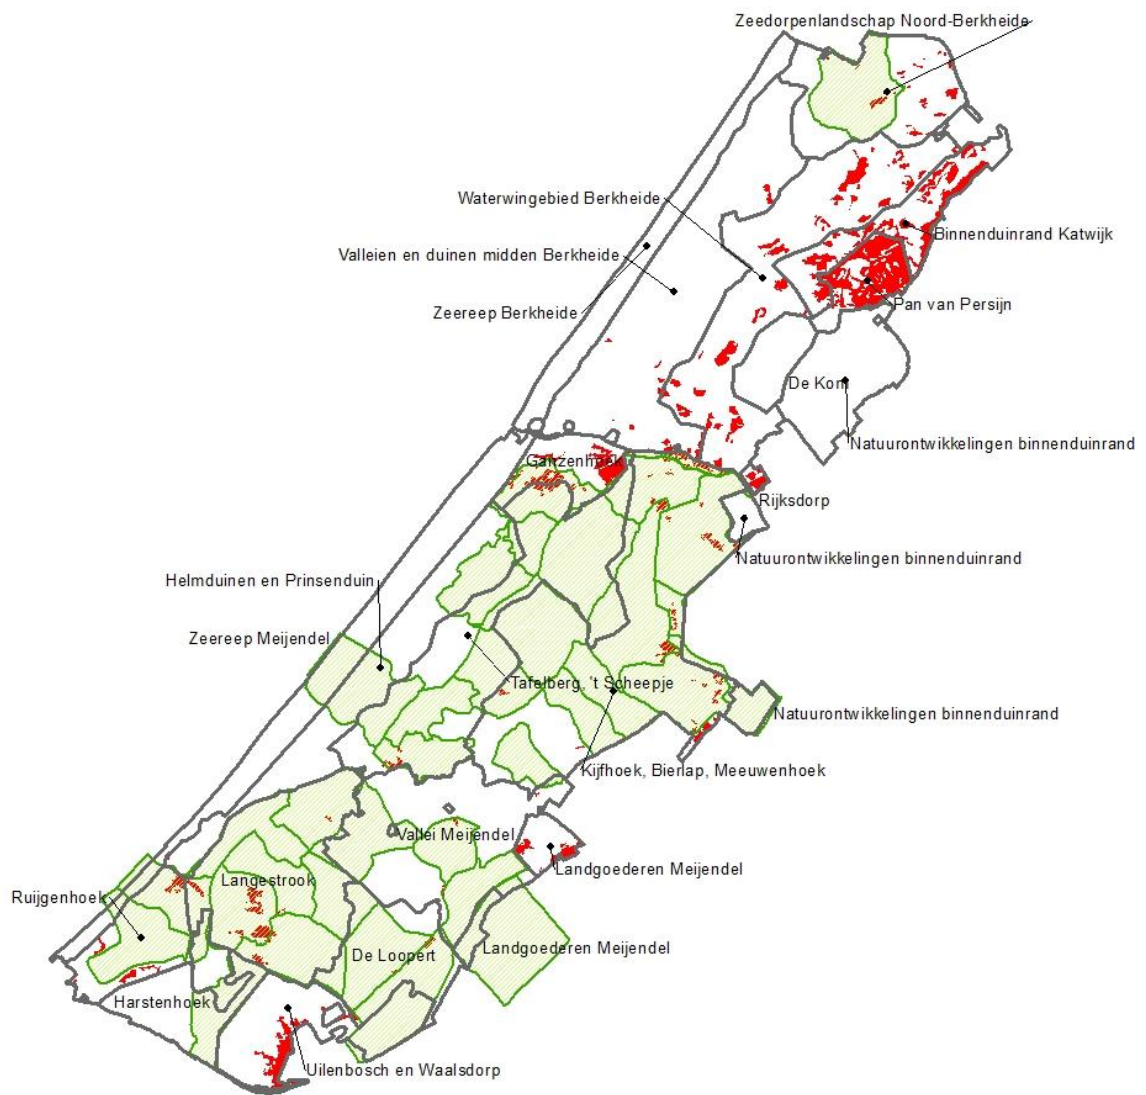 Zeedorpenlandschap Noord-Berkheide
Waterwingebied Berkheide
Binnenduinrand Katwijk
Valleien en duinen midden Berkheide
Pan van Persijn
Zeereep Berkheide
De Kom
Natuurontwikkelingen binnenduinrand
Ganzenhoek
Rijksdorp
Natuurontwikkelingen binnenduinrand
Helmduinen en Prinsenduin
Zeereep Meijendel
Tafelberg, 't Scheepje
Natuurontwikkelingen binnenduinrand
Kijfhoek, Bierlap, Meeuwenhoek
Vallei Meijendel
Landgoederen Meijendel
Langestrook
Ruijgenhoek
Landgoederen Meijendel
De Loopert
Harstenhoek
Uilenbosch en Waalsdorp